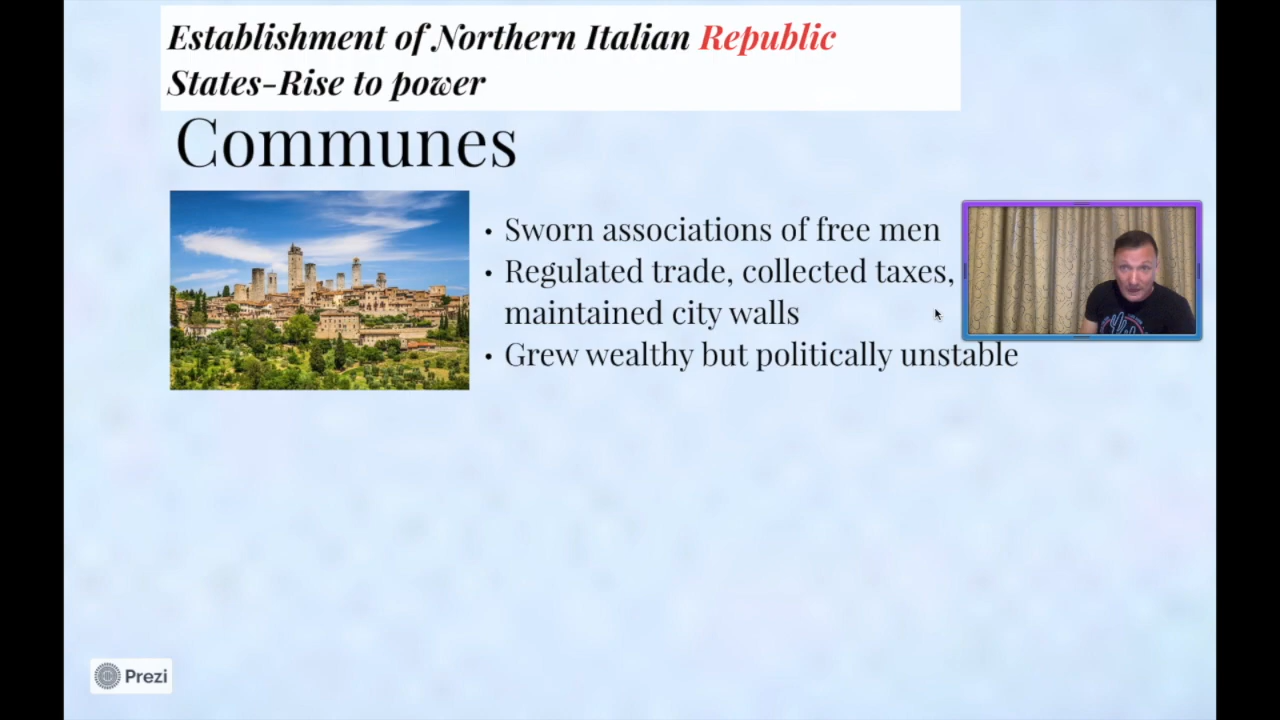 Establishment of Northern Italian Republic
States-Rise to power
Communes
• Sworn associations of free men
• Regulated trade, collected taxes,
maintained city walls
• Grew wealthy but politically unstable
Prezi